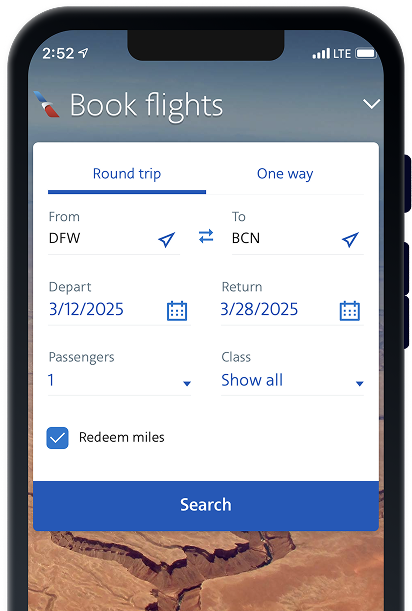 2:52 LTE
Book flights
Round trip One way
From To
DFW BCN
Depart Return
3/12/2025 3/28/2025
Passengers Class
1 Show all
Redeem miles
Search